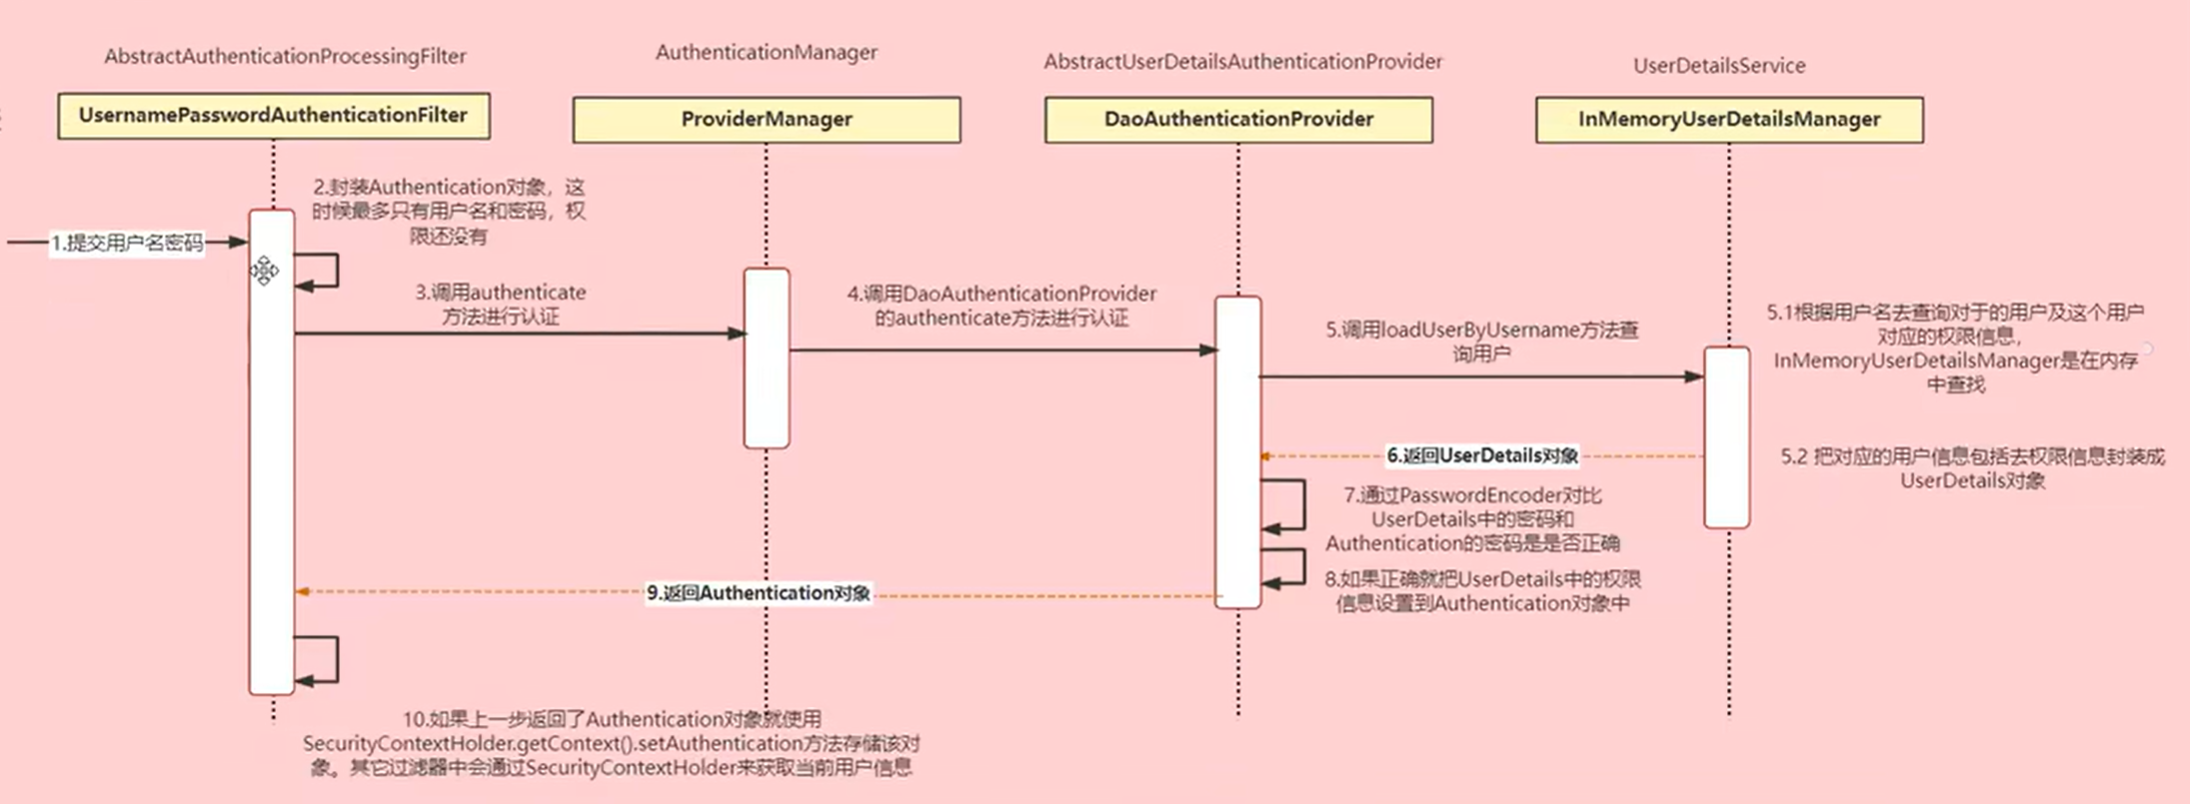 AbstractAuthenticationProcessingFilter
AuthenticationManager
AbstractUserDetailsAuthenticationProvider
UserDetailsService
UsernamePasswordAuthenticationFilter
ProviderManager
DaoAuthenticationProvider
InMemoryUserDetailsManager
1.提交用户名密码
2.封装Authentication对象，这
时候最多只有用户名和密码，权
限还没有
3.调用authenticate
方法进行认证
4.调用DaoAuthenticationProvider
的authenticate方法进行认证
5.调用loadUserByUsername方法查
询用户
5.1根据用户名去查询对于的用户及这个用户
对应的权限信息，
InMemoryUserDetailsManager是在内存
中查找
5.2 把对应的用户信息包括去权限信息封装成
UserDetails对象
6.返回UserDetails对象
7.通过PasswordEncoder对比
UserDetails中的密码和
Authentication的密码是是否正确
8.如果正确就把UserDetails中的权限
信息设置到Authentication对象中
9.返回Authentication对象
10.如果上一步返回了Authentication对象就使用
SecurityContextHolder.getContext().setAuthentication方法存储该对
象。其它过滤器中会通过SecurityContextHolder来获取当前用户信息